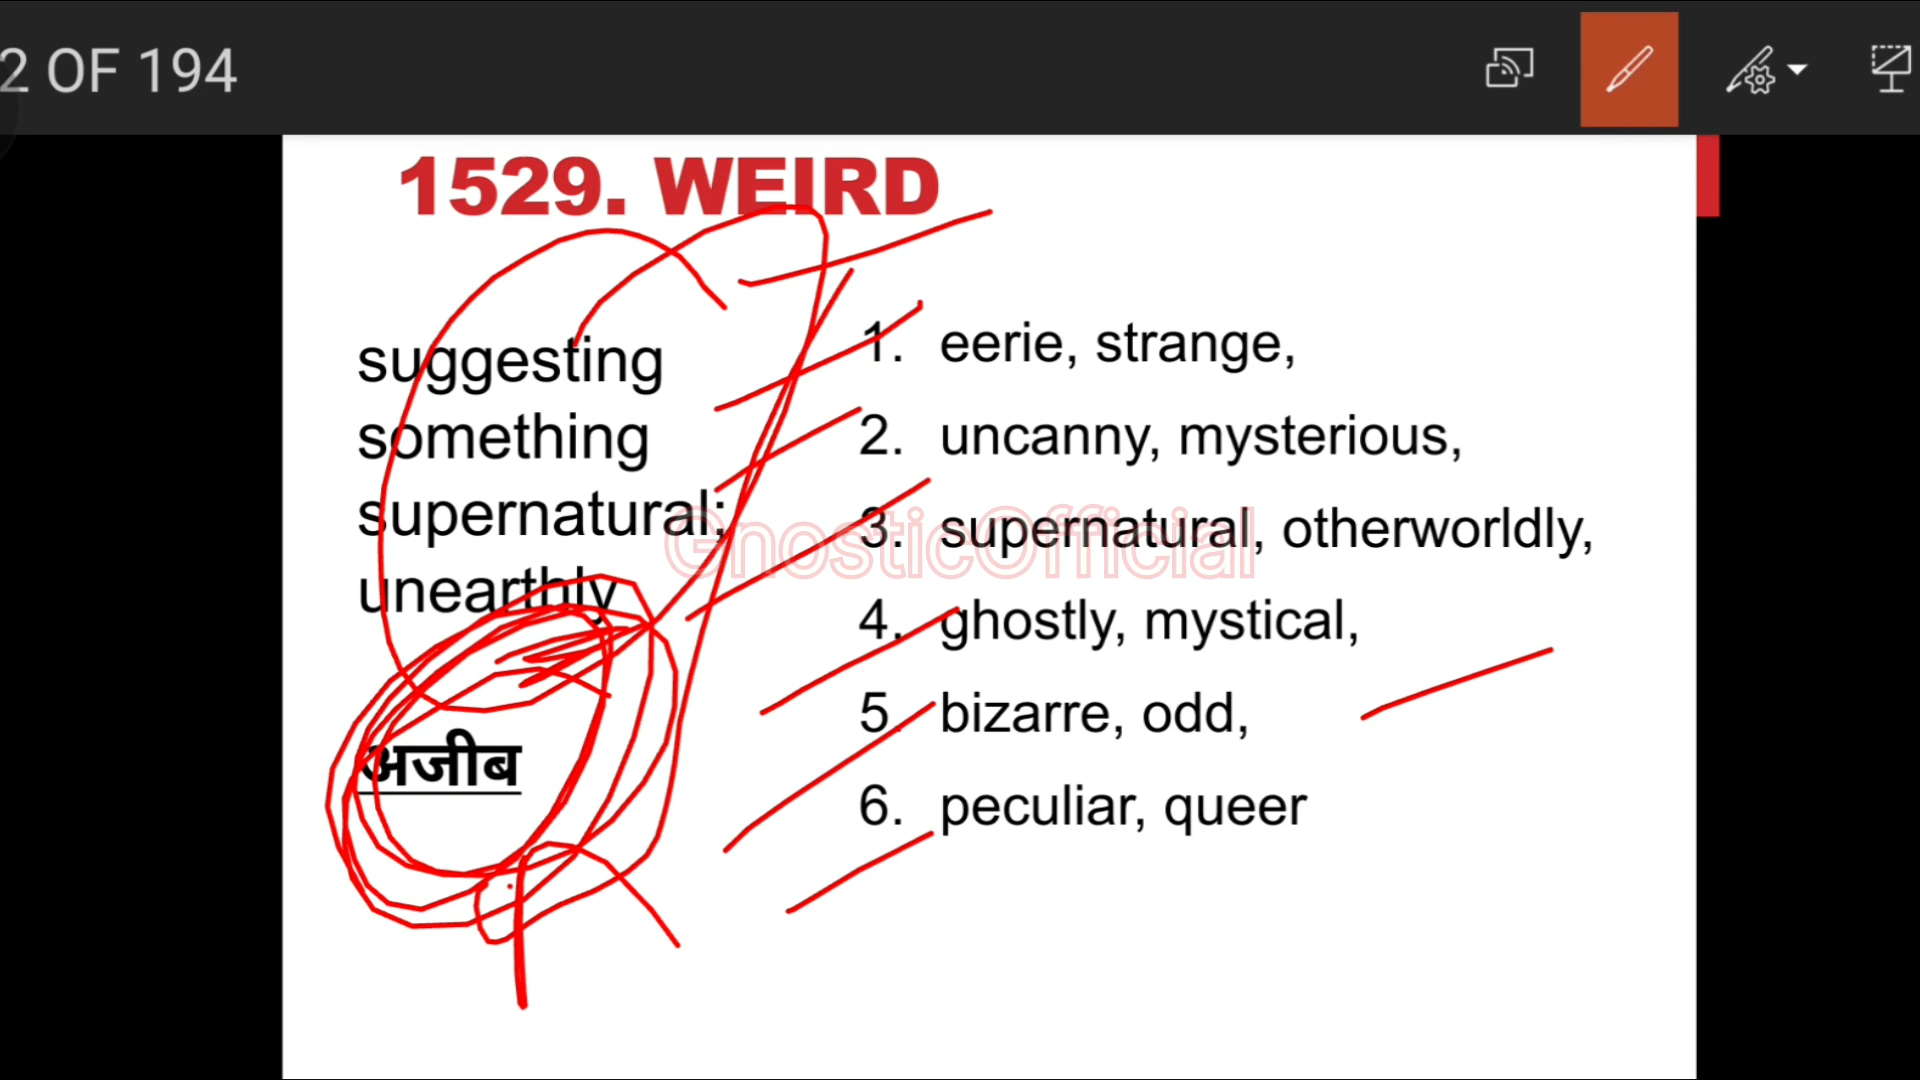 2 OF 194
1529. WEIRD
suggesting
something
supernatural;
unearthly
अजीब
1. eerie, strange,
2. uncanny, mysterious,
3. supernatural, otherworldly,
4. ghostly, mystical,
5. bizarre, odd,
6. peculiar, queer
GnosticOfficial